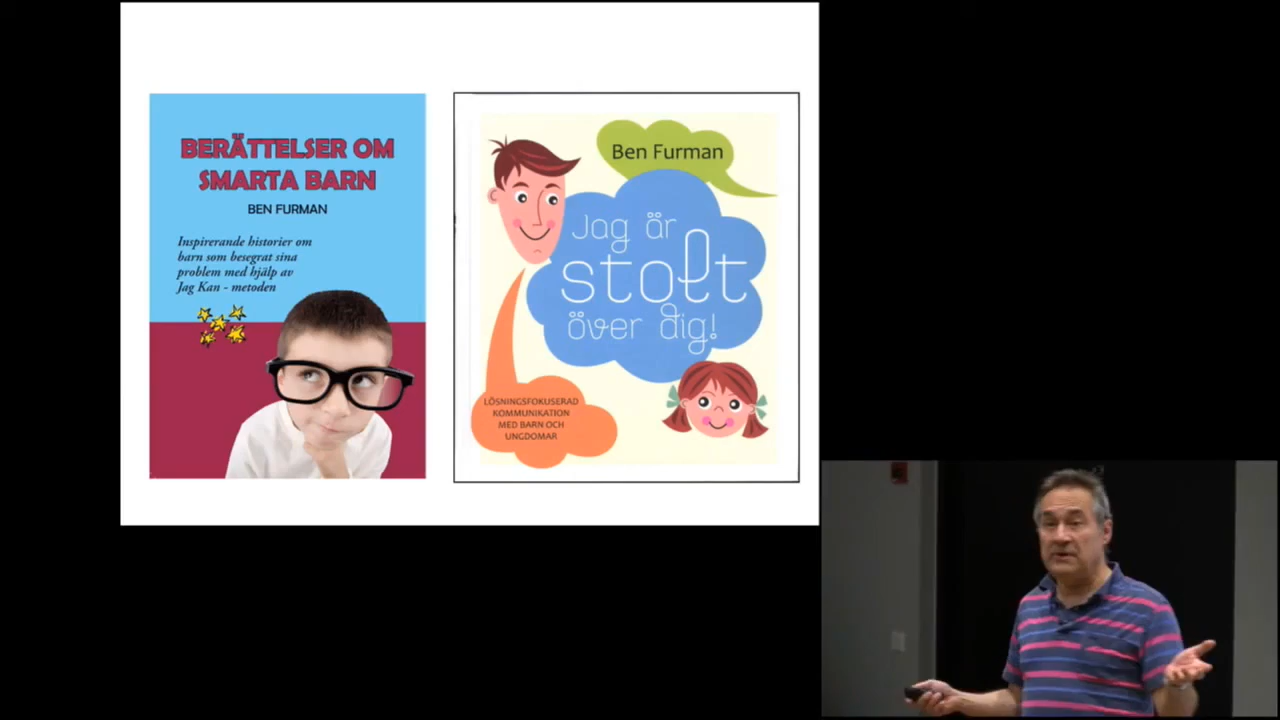 BERÄTTELSER OM
SMARTA BARN
BEN FURMAN
Inspirerande historier om
barn som besegrat sina
problem med hjälp av
Jag Kan - metoden
Ben Furman
Jag är
stolt
över dig!
LÖSNINGSFOKUSERAD
KOMMUNIKATION
MED BARN OCH
UNGDOMAR